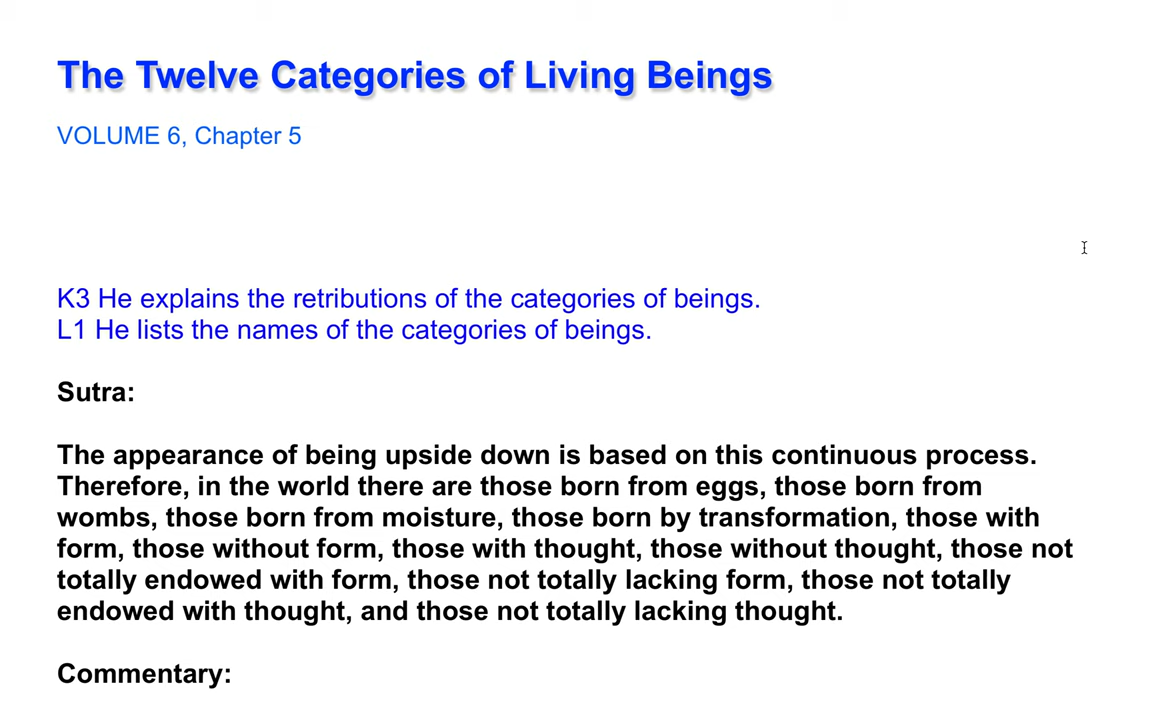 The Twelve Categories of Living Beings
VOLUME 6, Chapter 5
K3 He explains the retributions of the categories of beings.
L1 He lists the names of the categories of beings.
Sutra:
The appearance of being upside down is based on this continuous process.
Therefore, in the world there are those born from eggs, those born from
wombs, those born from moisture, those born by transformation, those with
form, those without form, those with thought, those without thought, those not
totally endowed with form, those not totally lacking form, those not totally
endowed with thought, and those not totally lacking thought.
Commentary: